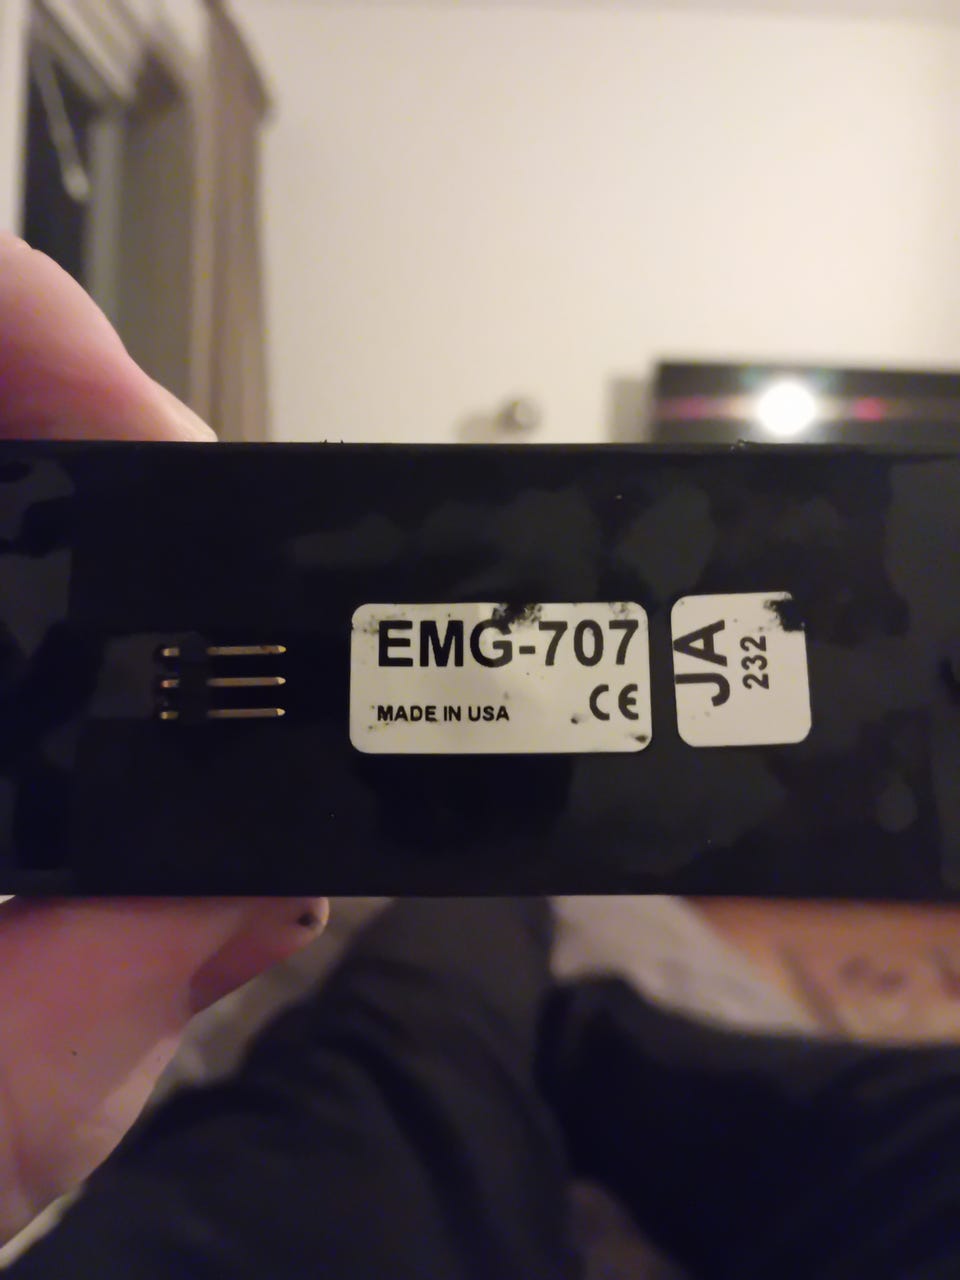 EMG-707
MADE IN USA CE
JA
232